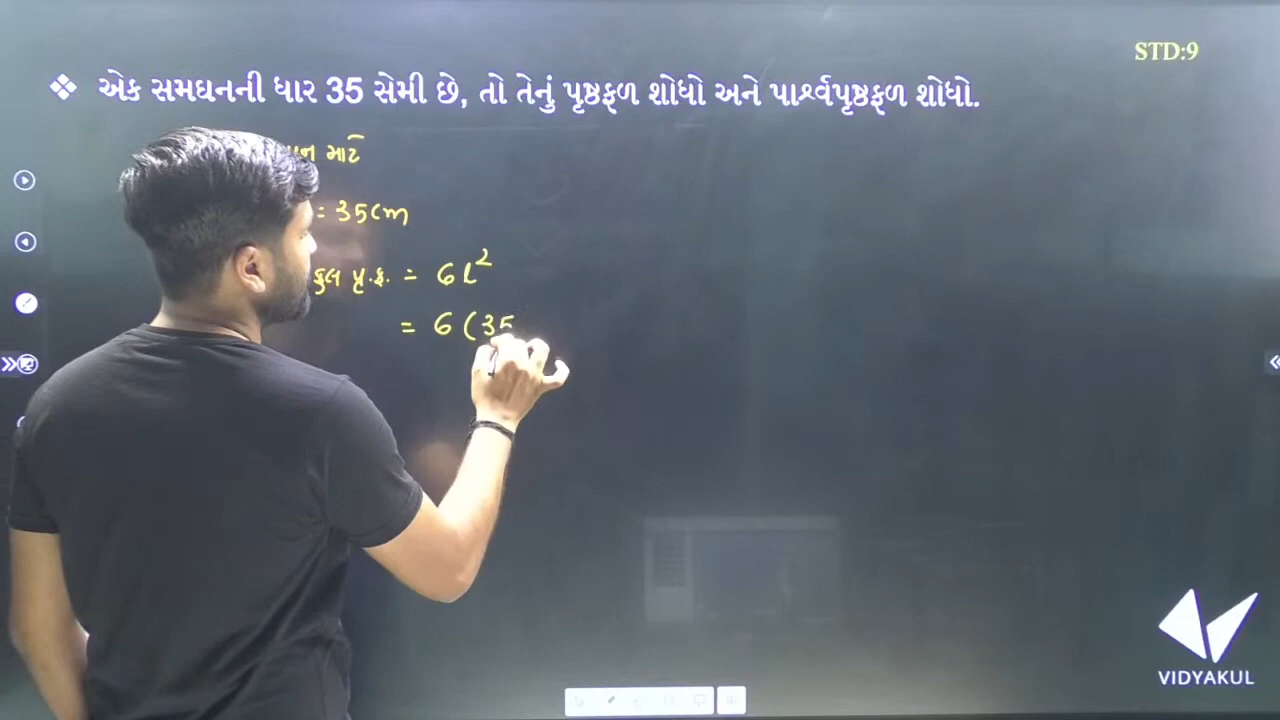 STD:9
❖ એક સમઘનની ધાર 35 સેમી છે, તો તેનું પૃષ્ઠફળ શોધો અને પાર્શ્વપૃષ્ઠફળ શોધો.
માટે
= 35cm
કુલ પૃ.ફ. = 6l²
= 6 (35
VIDYAKUL